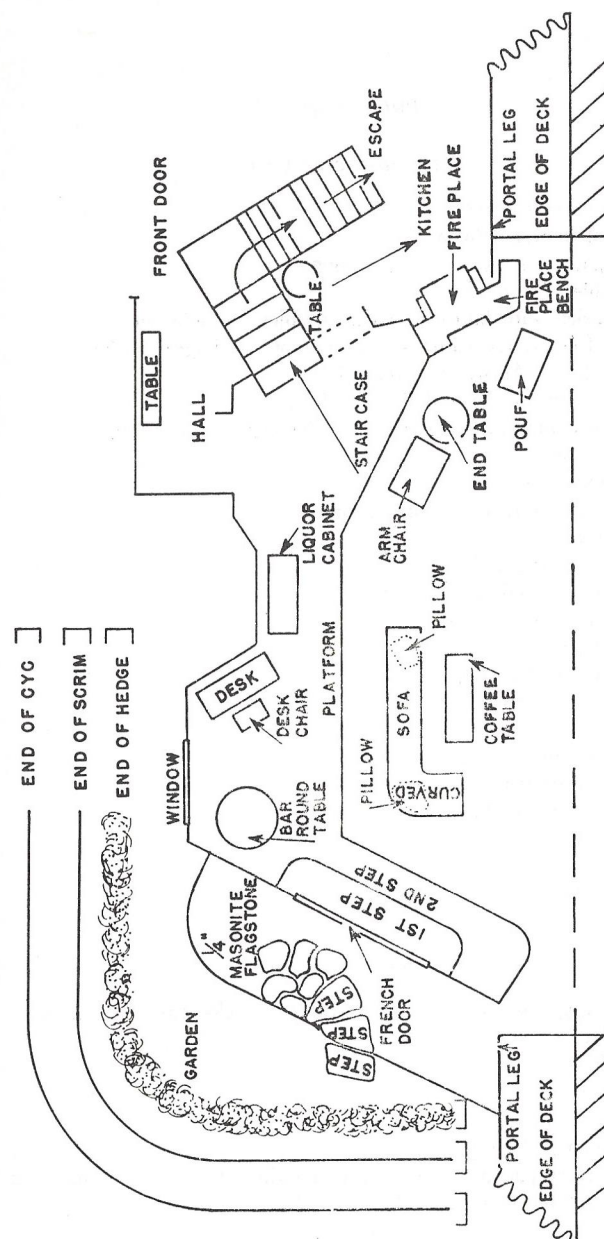 END OF CYC
END OF SCRIM
END OF HEDGE
WINDOW
DESK
DESK
CHAIR
BAR
ROUND
TABLE
LIQUOR
CABINET
PLATFORM
TABLE
HALL
FRONT DOOR
ESCAPE
TABLE
KITCHEN
STAIR CASE
FIRE PLACE
FIRE
PLACE
BENCH
PORTAL LEG
EDGE OF DECK
POUF
END TABLE
ARM
CHAIR
PILLOW
SOFA
PILLOW
CURVED
COFFEE
TABLE
1ST STEP
2ND STEP
FRENCH
DOOR
1/4"
MASONITE
FLAGSTONE
STEP
STEP
STEP
GARDEN
PORTAL LEG
EDGE OF DECK